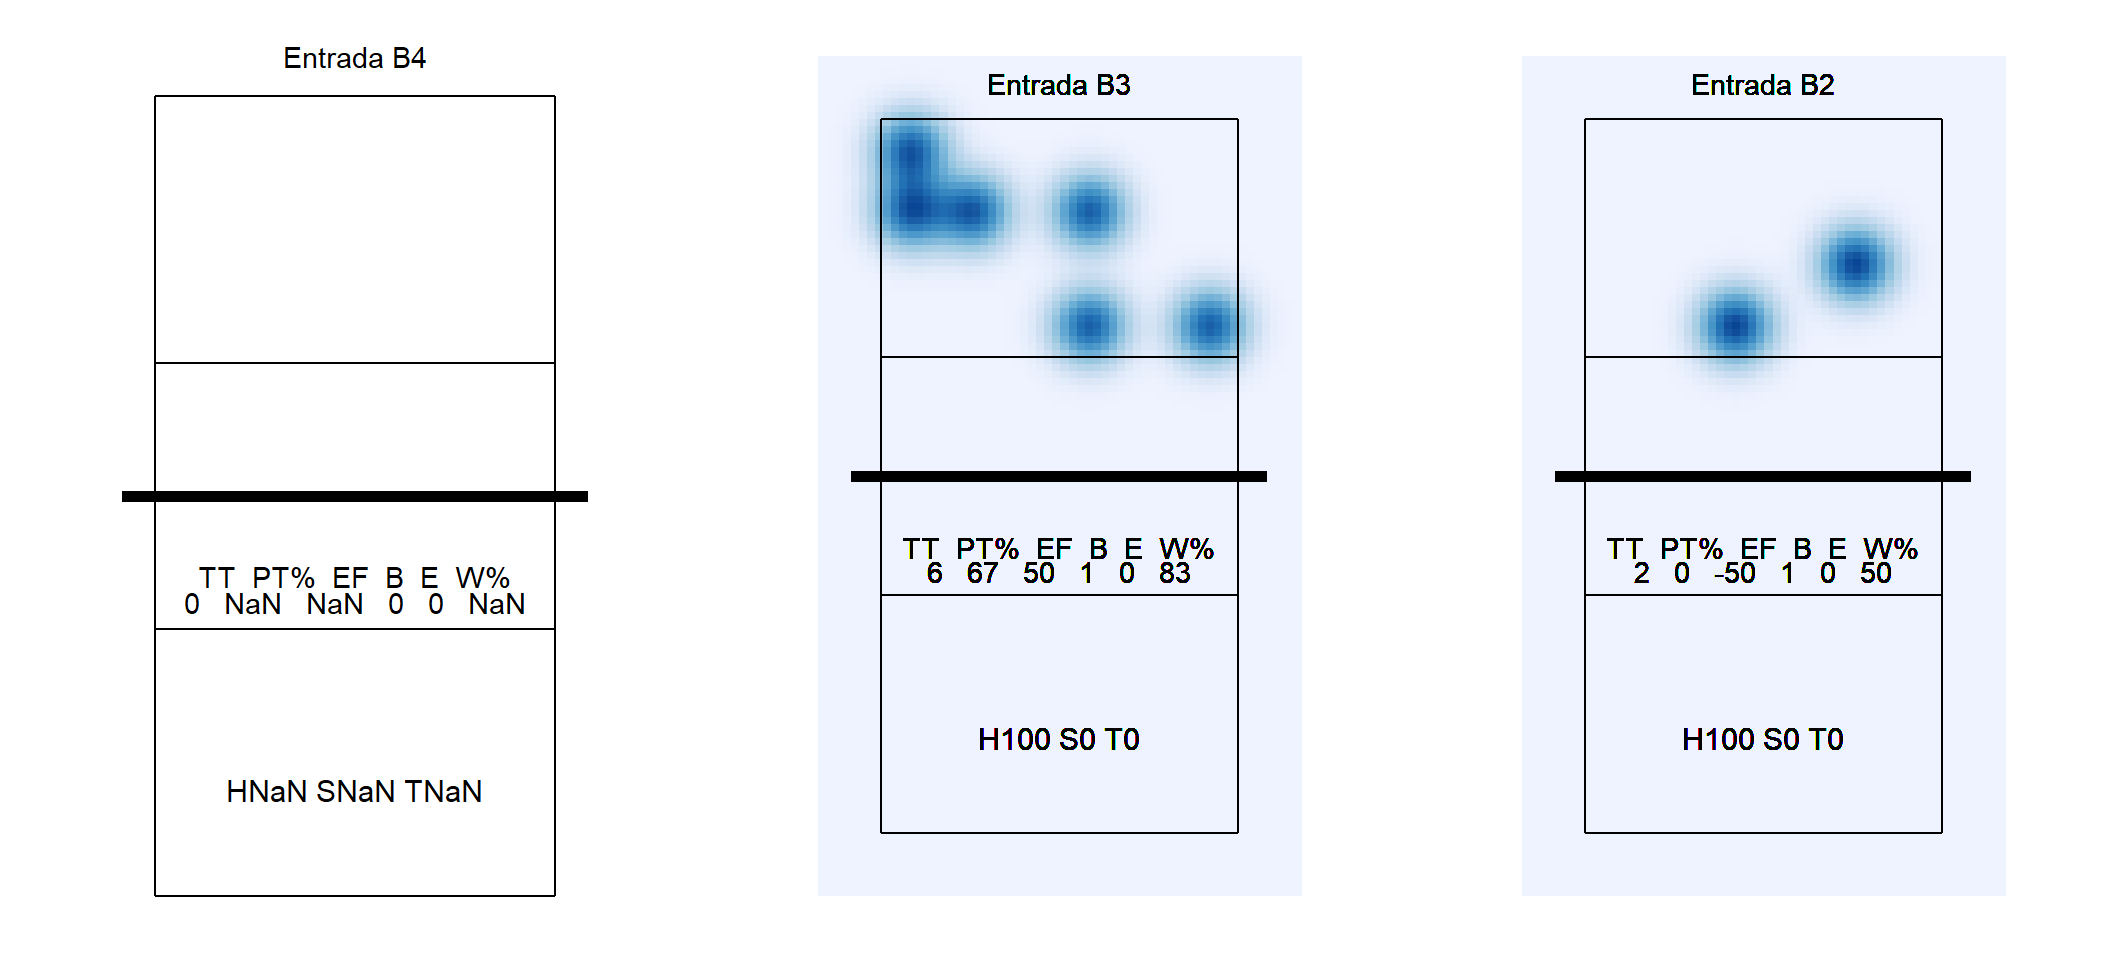 Entrada B4
TT PT% EF B E W%
0 NaN NaN 0 0 NaN
HNaN SNaN TNaN
Entrada B3
TT PT% EF B E W%
6 67 50 1 0 83
H100 S0 T0
Entrada B2
TT PT% EF B E W%
2 0 -50 1 0 50
H100 S0 T0